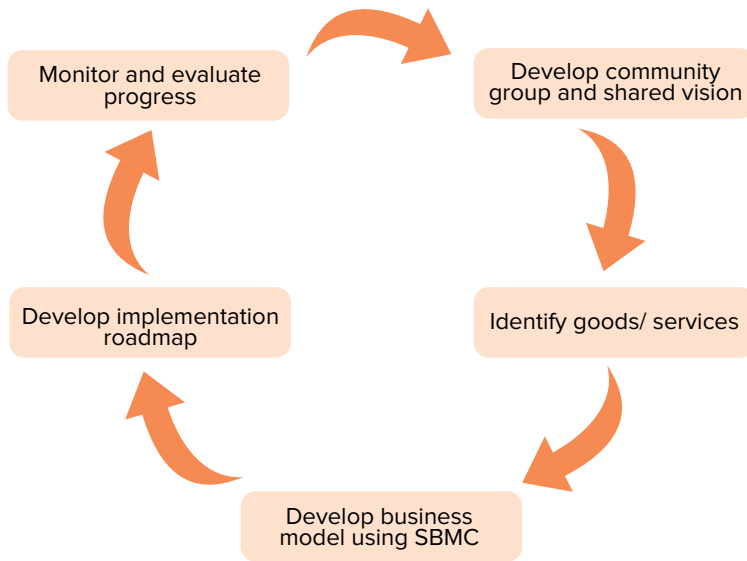 Monitor and evaluate
progress
Develop community
group and shared vision
Identify goods/ services
Develop business
model using SBMC
Develop implementation
roadmap